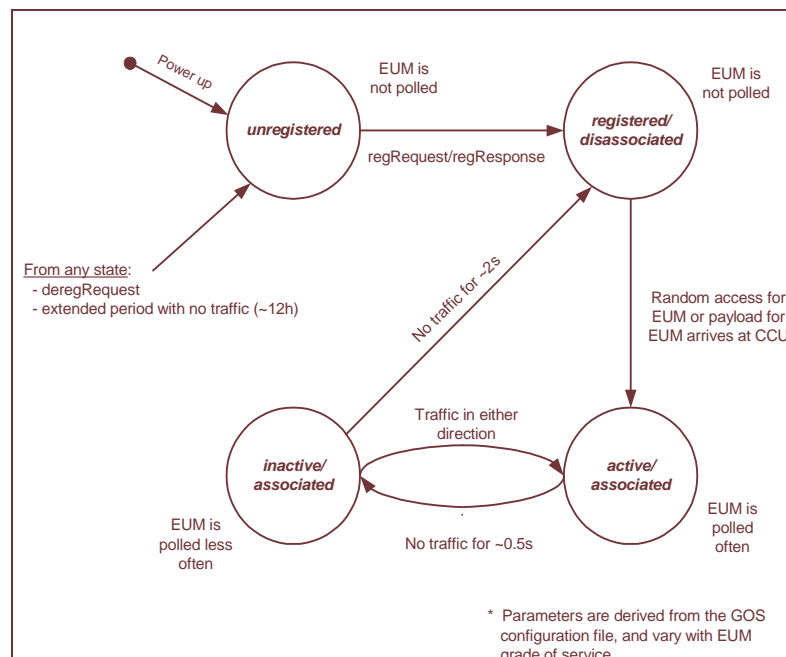 Power up
EUM is
not polled
unregistered
EUM is
not polled
registered/
disassociated
regRequest/regResponse
From any state:
- deregRequest
- extended period with no traffic (~12h)
No traffic for ~2s
Random access for
EUM or payload for
EUM arrives at CCU
Traffic in either
direction
inactive/
associated
active/
associated
EUM is
polled less
often
No traffic for ~0.5s
EUM is
polled
often
* Parameters are derived from the GOS
configuration file, and vary with EUM
grade of service